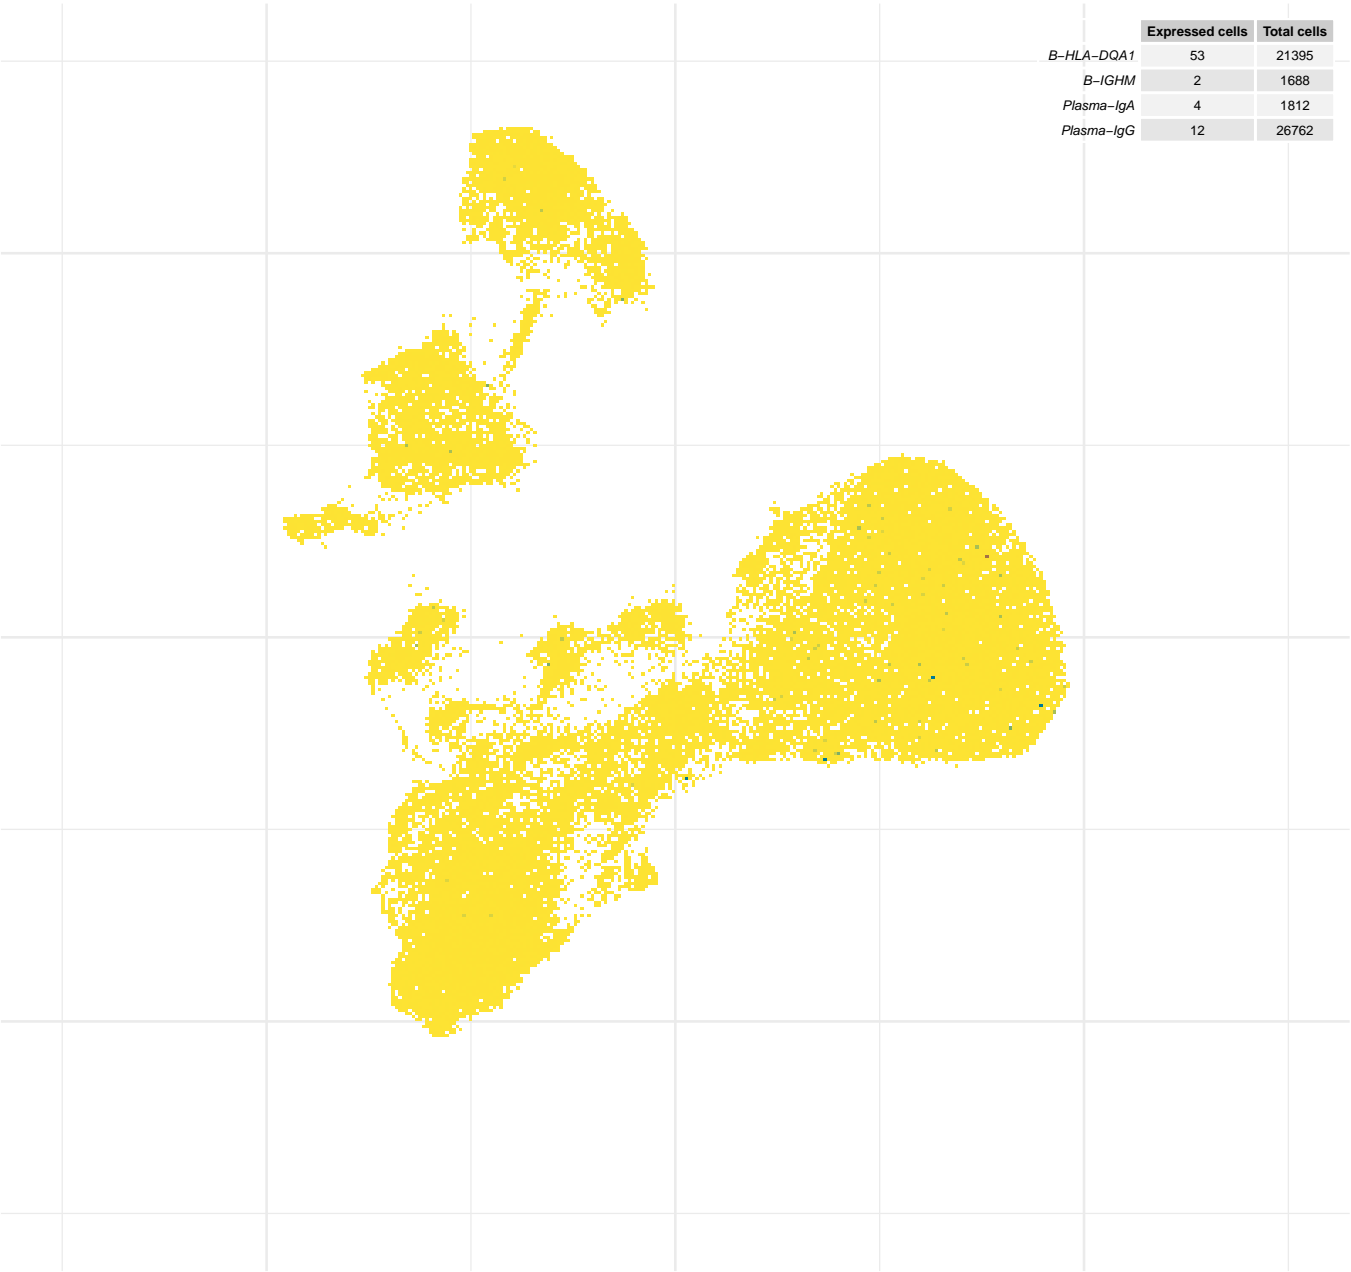 Expressed cells Total cells
B−HLA−DQA1 53 21395
B−IGHM 2 1688
Plasma−IgA 4 1812
Plasma−IgG 12 26762